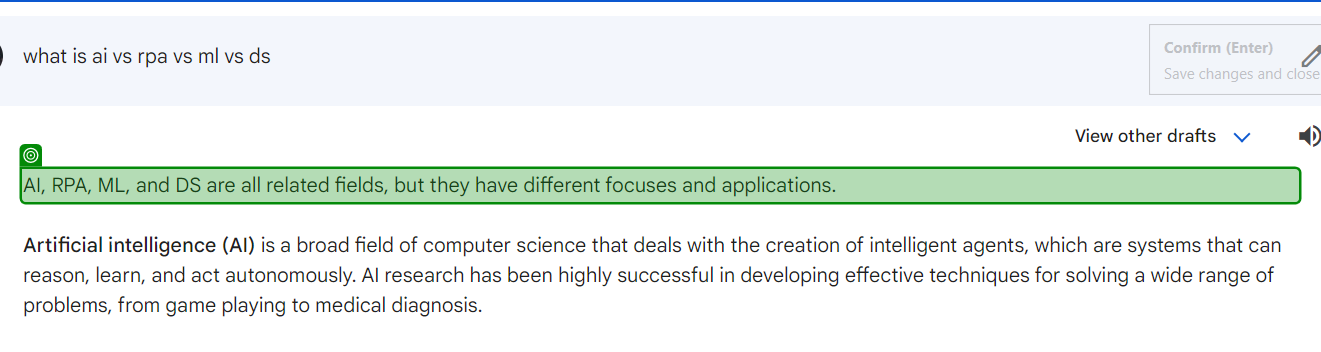 what is ai vs rpa vs ml vs ds
Confirm (Enter)
Save changes and close
View other drafts
AI, RPA, ML, and DS are all related fields, but they have different focuses and applications.
Artificial intelligence (AI) is a broad field of computer science that deals with the creation of intelligent agents, which are systems that can
reason, learn, and act autonomously. AI research has been highly successful in developing effective techniques for solving a wide range of
problems, from game playing to medical diagnosis.